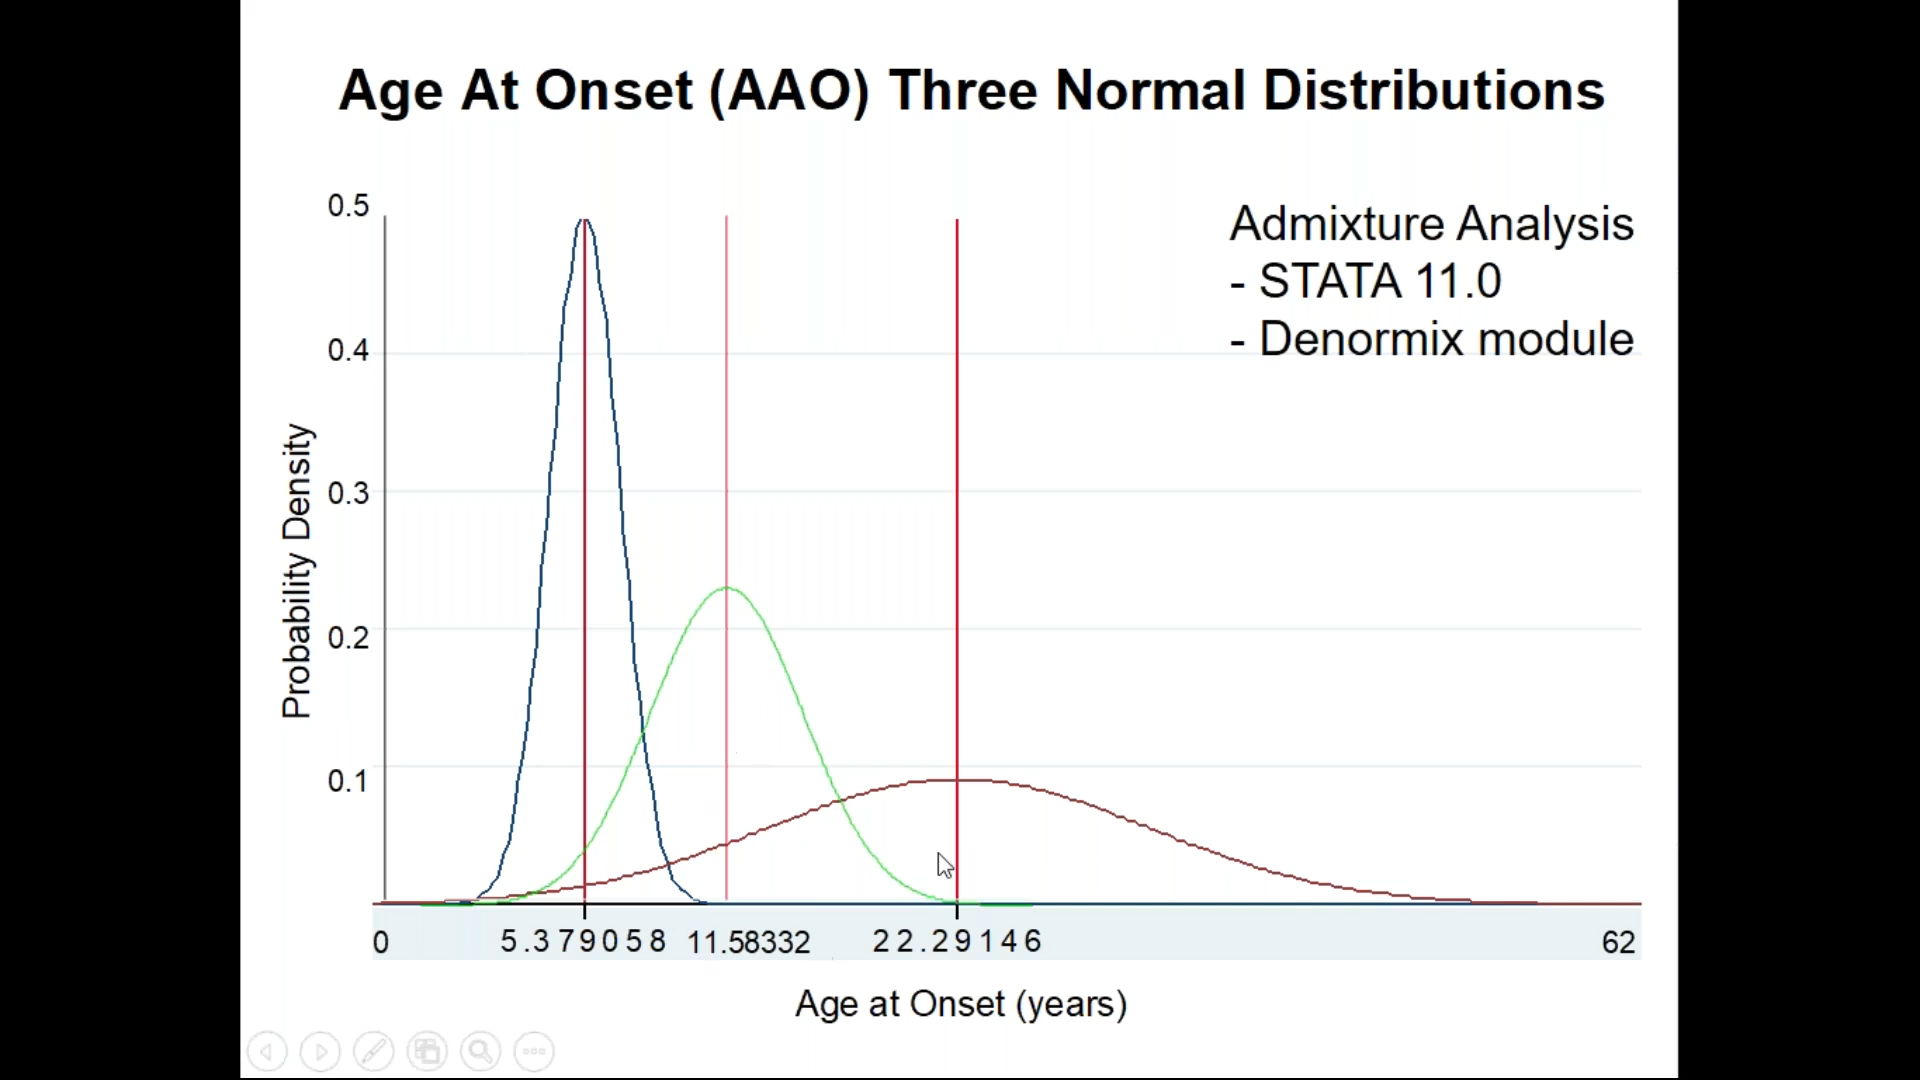 Age At Onset (AAO) Three Normal Distributions
Admixture Analysis
- STATA 11.0
- Denormix module
Probability Density
0.5
0.4
0.3
0.2
0.1
0 5.379058 11.58332 22.29146 62
Age at Onset (years)